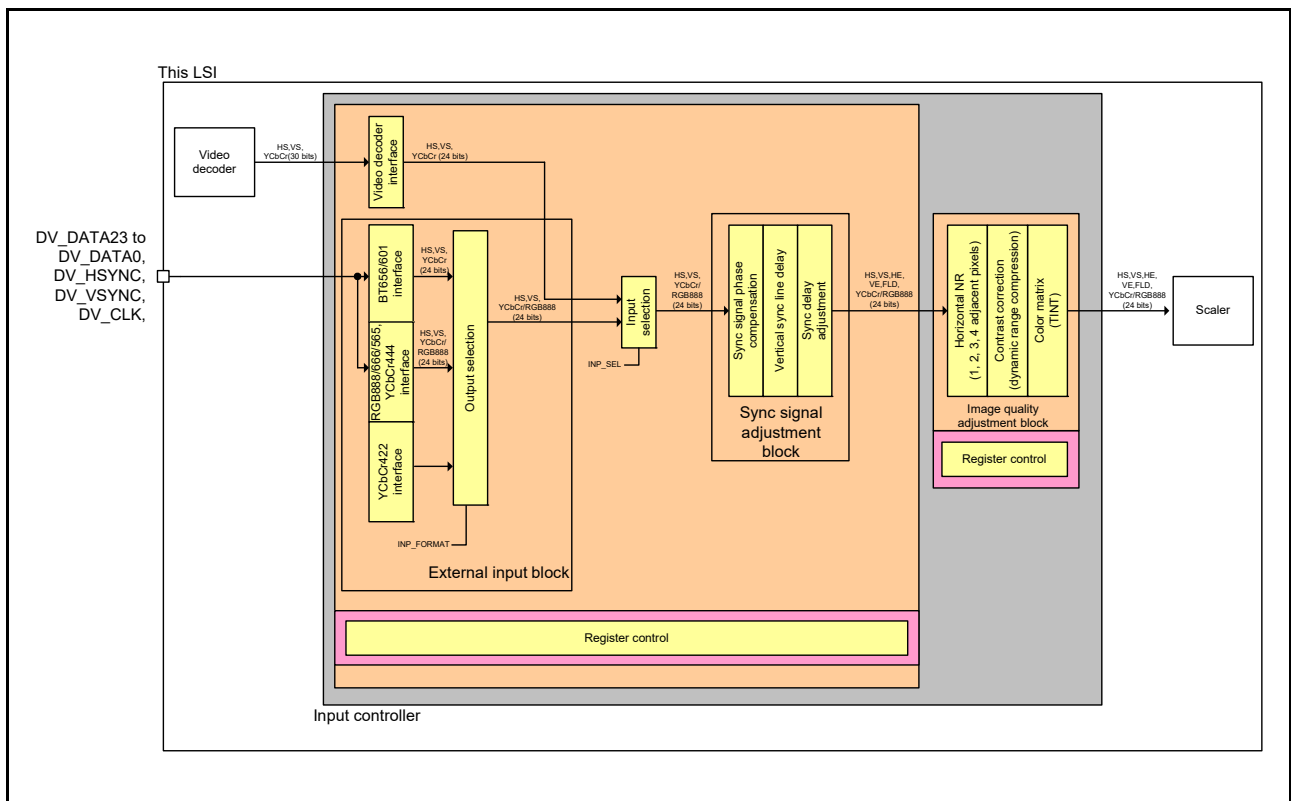 This LSI
Video
decoder
HS,VS,
YCbCr(30 bits)
Video decoder
interface
HS,VS,
YCbCr (24 bits)
DV_DATA23 to
DV_DATA0,
DV_HSYNC,
DV_VSYNC,
DV_CLK,
BT656/601
interface
HS,VS,
YCbCr
(24 bits)
RGB888/666/565,
YCbCr444
interface
HS,VS,
YCbCr/
RGB888
(24 bits)
YCbCr422
interface
Output selection
INP_FORMAT
External input block
HS,VS,
YCbCr/RGB888
(24 bits)
Input
selection
INP_SEL
HS,VS,
YCbCr/
RGB888
(24 bits)
Sync signal phase
compensation
Vertical sync line delay
Sync delay
adjustment
Sync signal
adjustment
block
HS,VS,HE,
VE,FLD,
YCbCr/RGB888
(24 bits)
Horizontal NR
(1, 2, 3, 4 adjacent pixels)
Contrast correction
(dynamic range compression)
Color matrix
(TINT)
Image quality
adjustment block
Register control
HS,VS,HE,
VE,FLD,
YCbCr/RGB888
(24 bits)
Scaler
Register control
Input controller